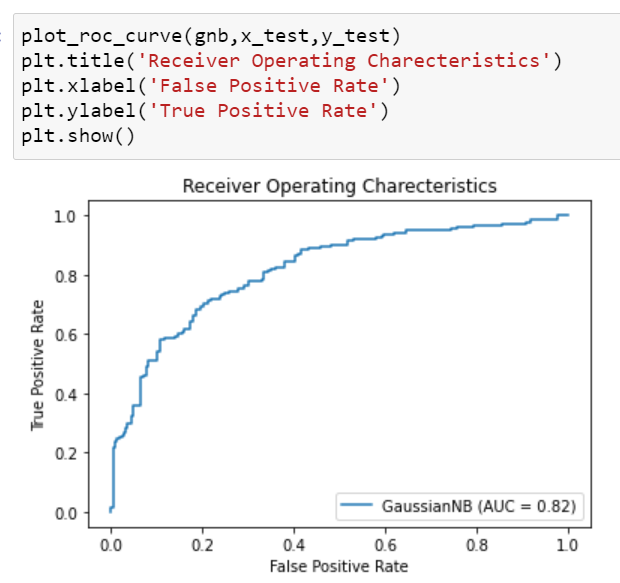 plot_roc_curve(gnb,x_test,y_test)
plt.title('Receiver Operating Charecteristics')
plt.xlabel('False Positive Rate')
plt.ylabel('True Positive Rate')
plt.show()
Receiver Operating Charecteristics
True Positive Rate
1.0
0.8
0.6
0.4
0.2
0.0
GaussianNB (AUC = 0.82)
0.0 0.2 0.4 0.6 0.8 1.0
False Positive Rate